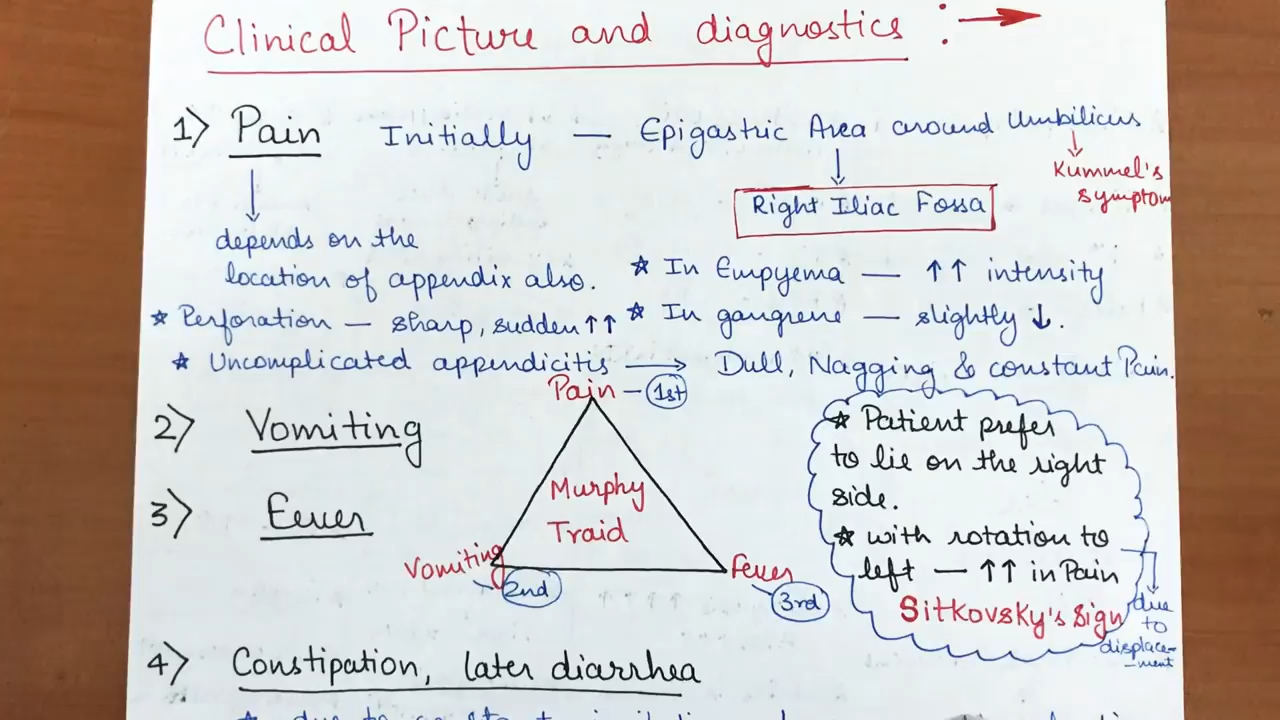 Clinical Picture and diagnostics :→
1) Pain Initially — Epigastric Area around Umbilicus
↓ Kummel's
symptom
Right Iliac Fossa
depends on the
location of appendix also.
☆ In Empyema — ↑↑ intensity
☆ Perforation — sharp, sudden ↑↑
☆ In gangrene — slightly ↓.
☆ Uncomplicated appendicitis → Dull, Nagging & constant Pain.
2) Vomiting
3) Fever
Pain — 1st
Murphy
Traid
Vomiting
2nd
Fever
3rd
☆ Patient prefer
to lie on the right
side.
☆ with rotation to
left — ↑↑ in Pain
Sitkovsky's Sign
due
to
displace-
-ment
4) Constipation, later diarrhea